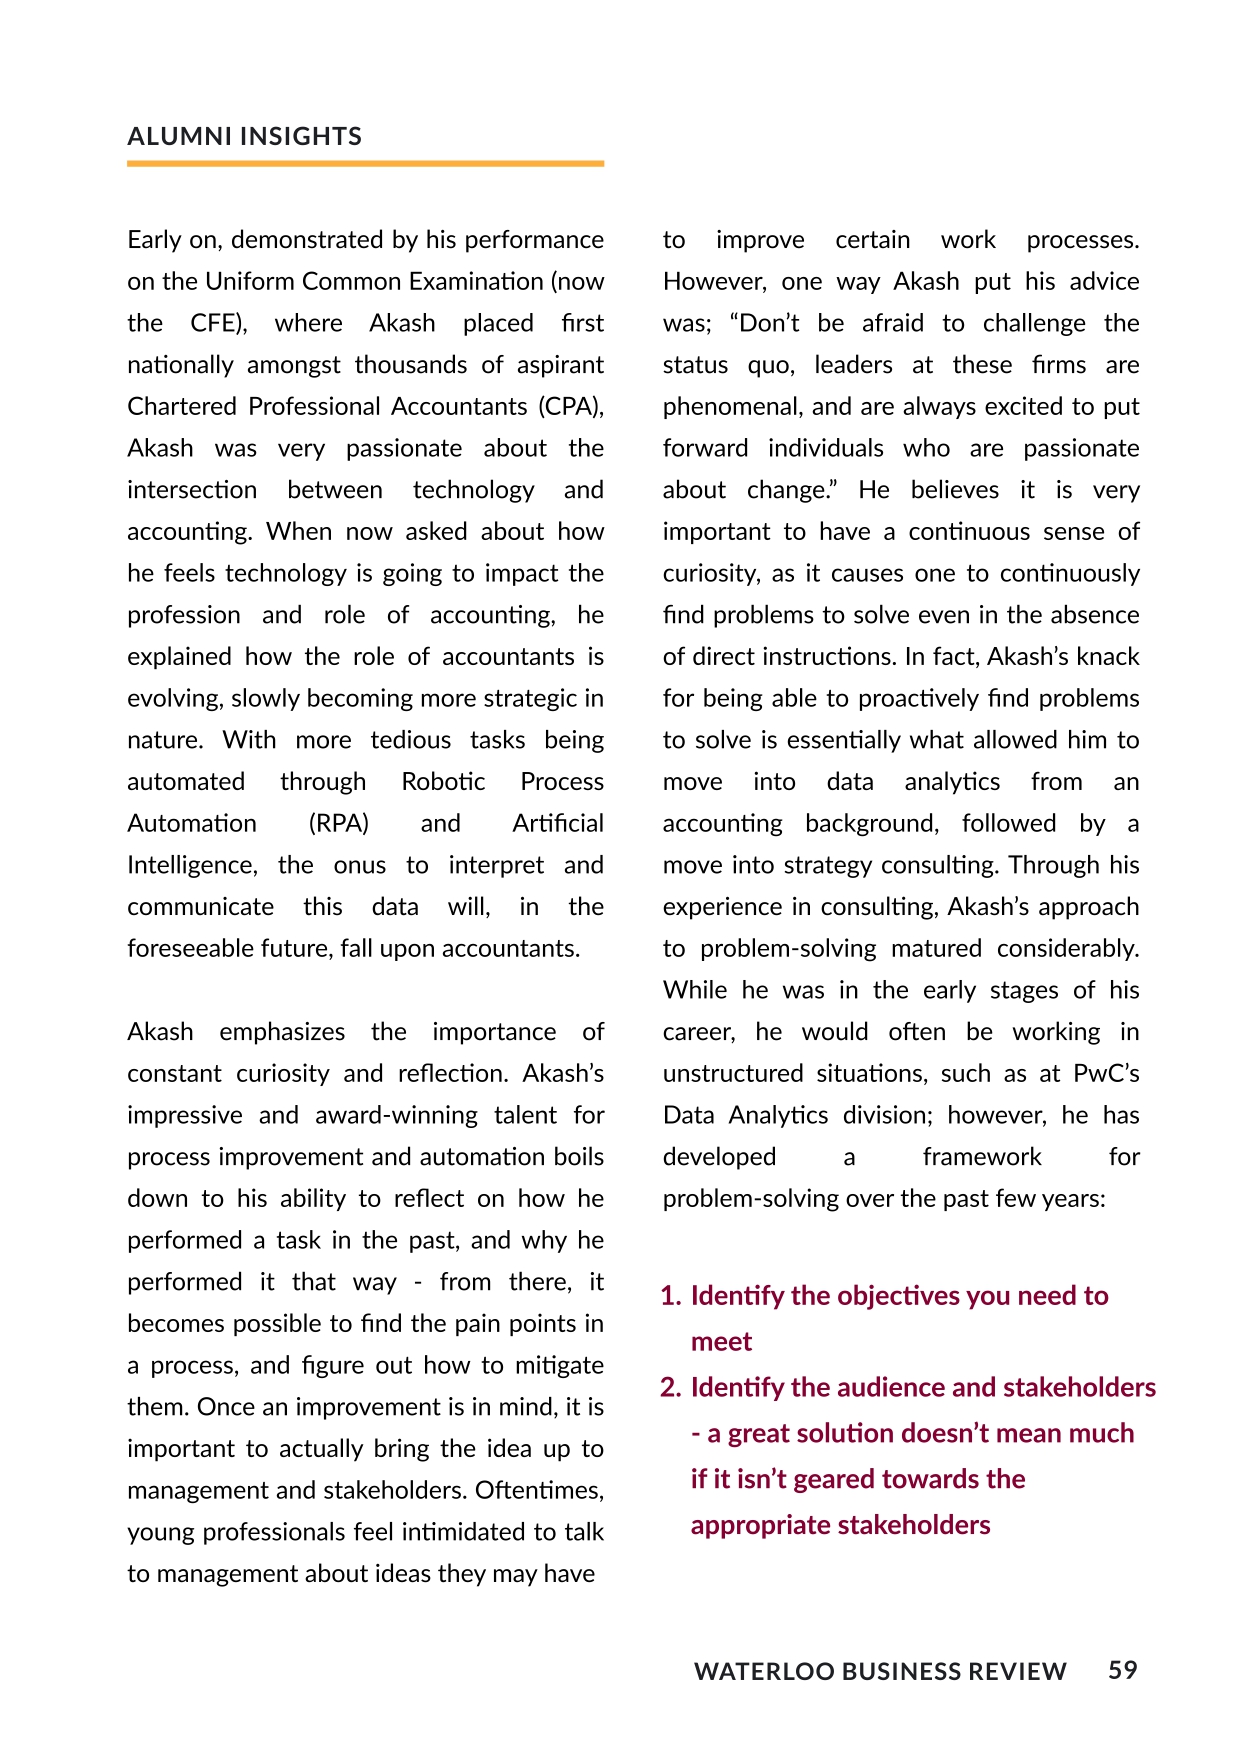 ALUMNI INSIGHTS
Early on, demonstrated by his performance
on the Uniform Common Examination (now
the CFE), where Akash placed first
nationally amongst thousands of aspirant
Chartered Professional Accountants (CPA),
Akash was very passionate about the
intersection between technology and
accounting. When now asked about how
he feels technology is going to impact the
profession and role of accounting, he
explained how the role of accountants is
evolving, slowly becoming more strategic in
nature. With more tedious tasks being
automated through Robotic Process
Automation (RPA) and Artificial
Intelligence, the onus to interpret and
communicate this data will, in the
foreseeable future, fall upon accountants.
Akash emphasizes the importance of
constant curiosity and reflection. Akash’s
impressive and award-winning talent for
process improvement and automation boils
down to his ability to reflect on how he
performed a task in the past, and why he
performed it that way - from there, it
becomes possible to find the pain points in
a process, and figure out how to mitigate
them. Once an improvement is in mind, it is
important to actually bring the idea up to
management and stakeholders. Oftentimes,
young professionals feel intimidated to talk
to management about ideas they may have
to improve certain work processes.
However, one way Akash put his advice
was; “Don’t be afraid to challenge the
status quo, leaders at these firms are
phenomenal, and are always excited to put
forward individuals who are passionate
about change.” He believes it is very
important to have a continuous sense of
curiosity, as it causes one to continuously
find problems to solve even in the absence
of direct instructions. In fact, Akash’s knack
for being able to proactively find problems
to solve is essentially what allowed him to
move into data analytics from an
accounting background, followed by a
move into strategy consulting. Through his
experience in consulting, Akash’s approach
to problem-solving matured considerably.
While he was in the early stages of his
career, he would often be working in
unstructured situations, such as at PwC’s
Data Analytics division; however, he has
developed a framework for
problem-solving over the past few years:
1. Identify the objectives you need to
meet
2. Identify the audience and stakeholders
- a great solution doesn’t mean much
if it isn’t geared towards the
appropriate stakeholders
WATERLOO BUSINESS REVIEW 59